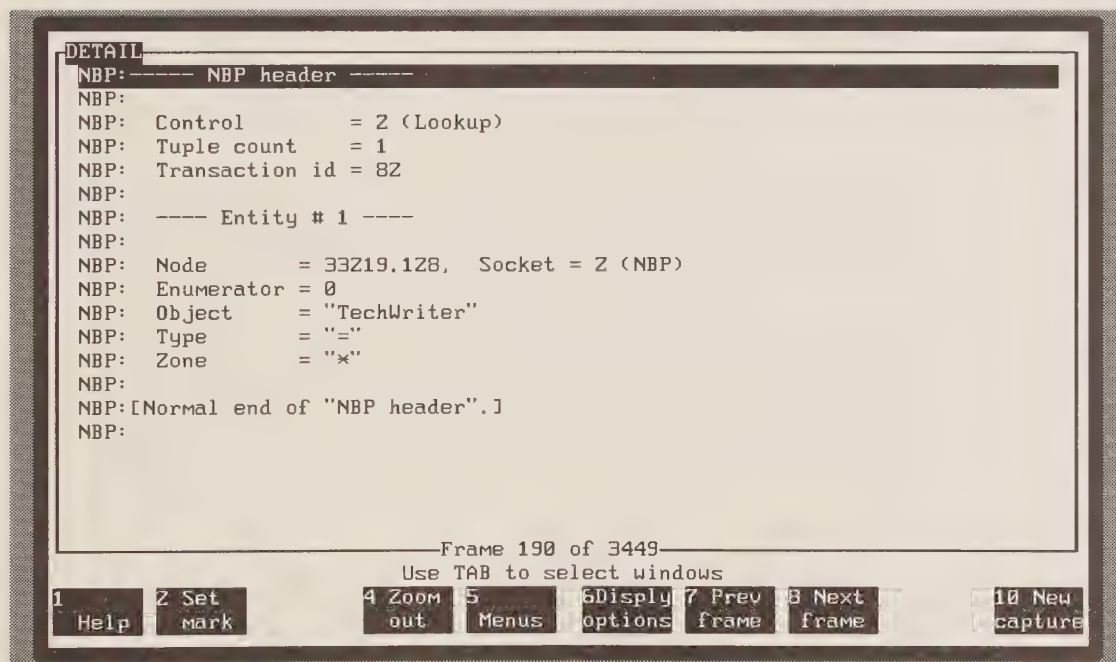 DETAIL
NBP:----- NBP header -----
NBP:
NBP: Control = 2 (Lookup)
NBP: Tuple count = 1
NBP: Transaction id = 82
NBP:
NBP: ---- Entity # 1 ----
NBP:
NBP: Node = 33219.128, Socket = 2 (NBP)
NBP: Enumerator = 0
NBP: Object = "TechWriter"
NBP: Type = "="
NBP: Zone = "*"
NBP:
NBP:[Normal end of "NBP header".]
NBP:
Frame 190 of 3449
Use TAB to select windows
1 2 Set 4 Zoom 5 6Disply 7 Prev 8 Next 10 New
Help mark out Menus options frame frame capture